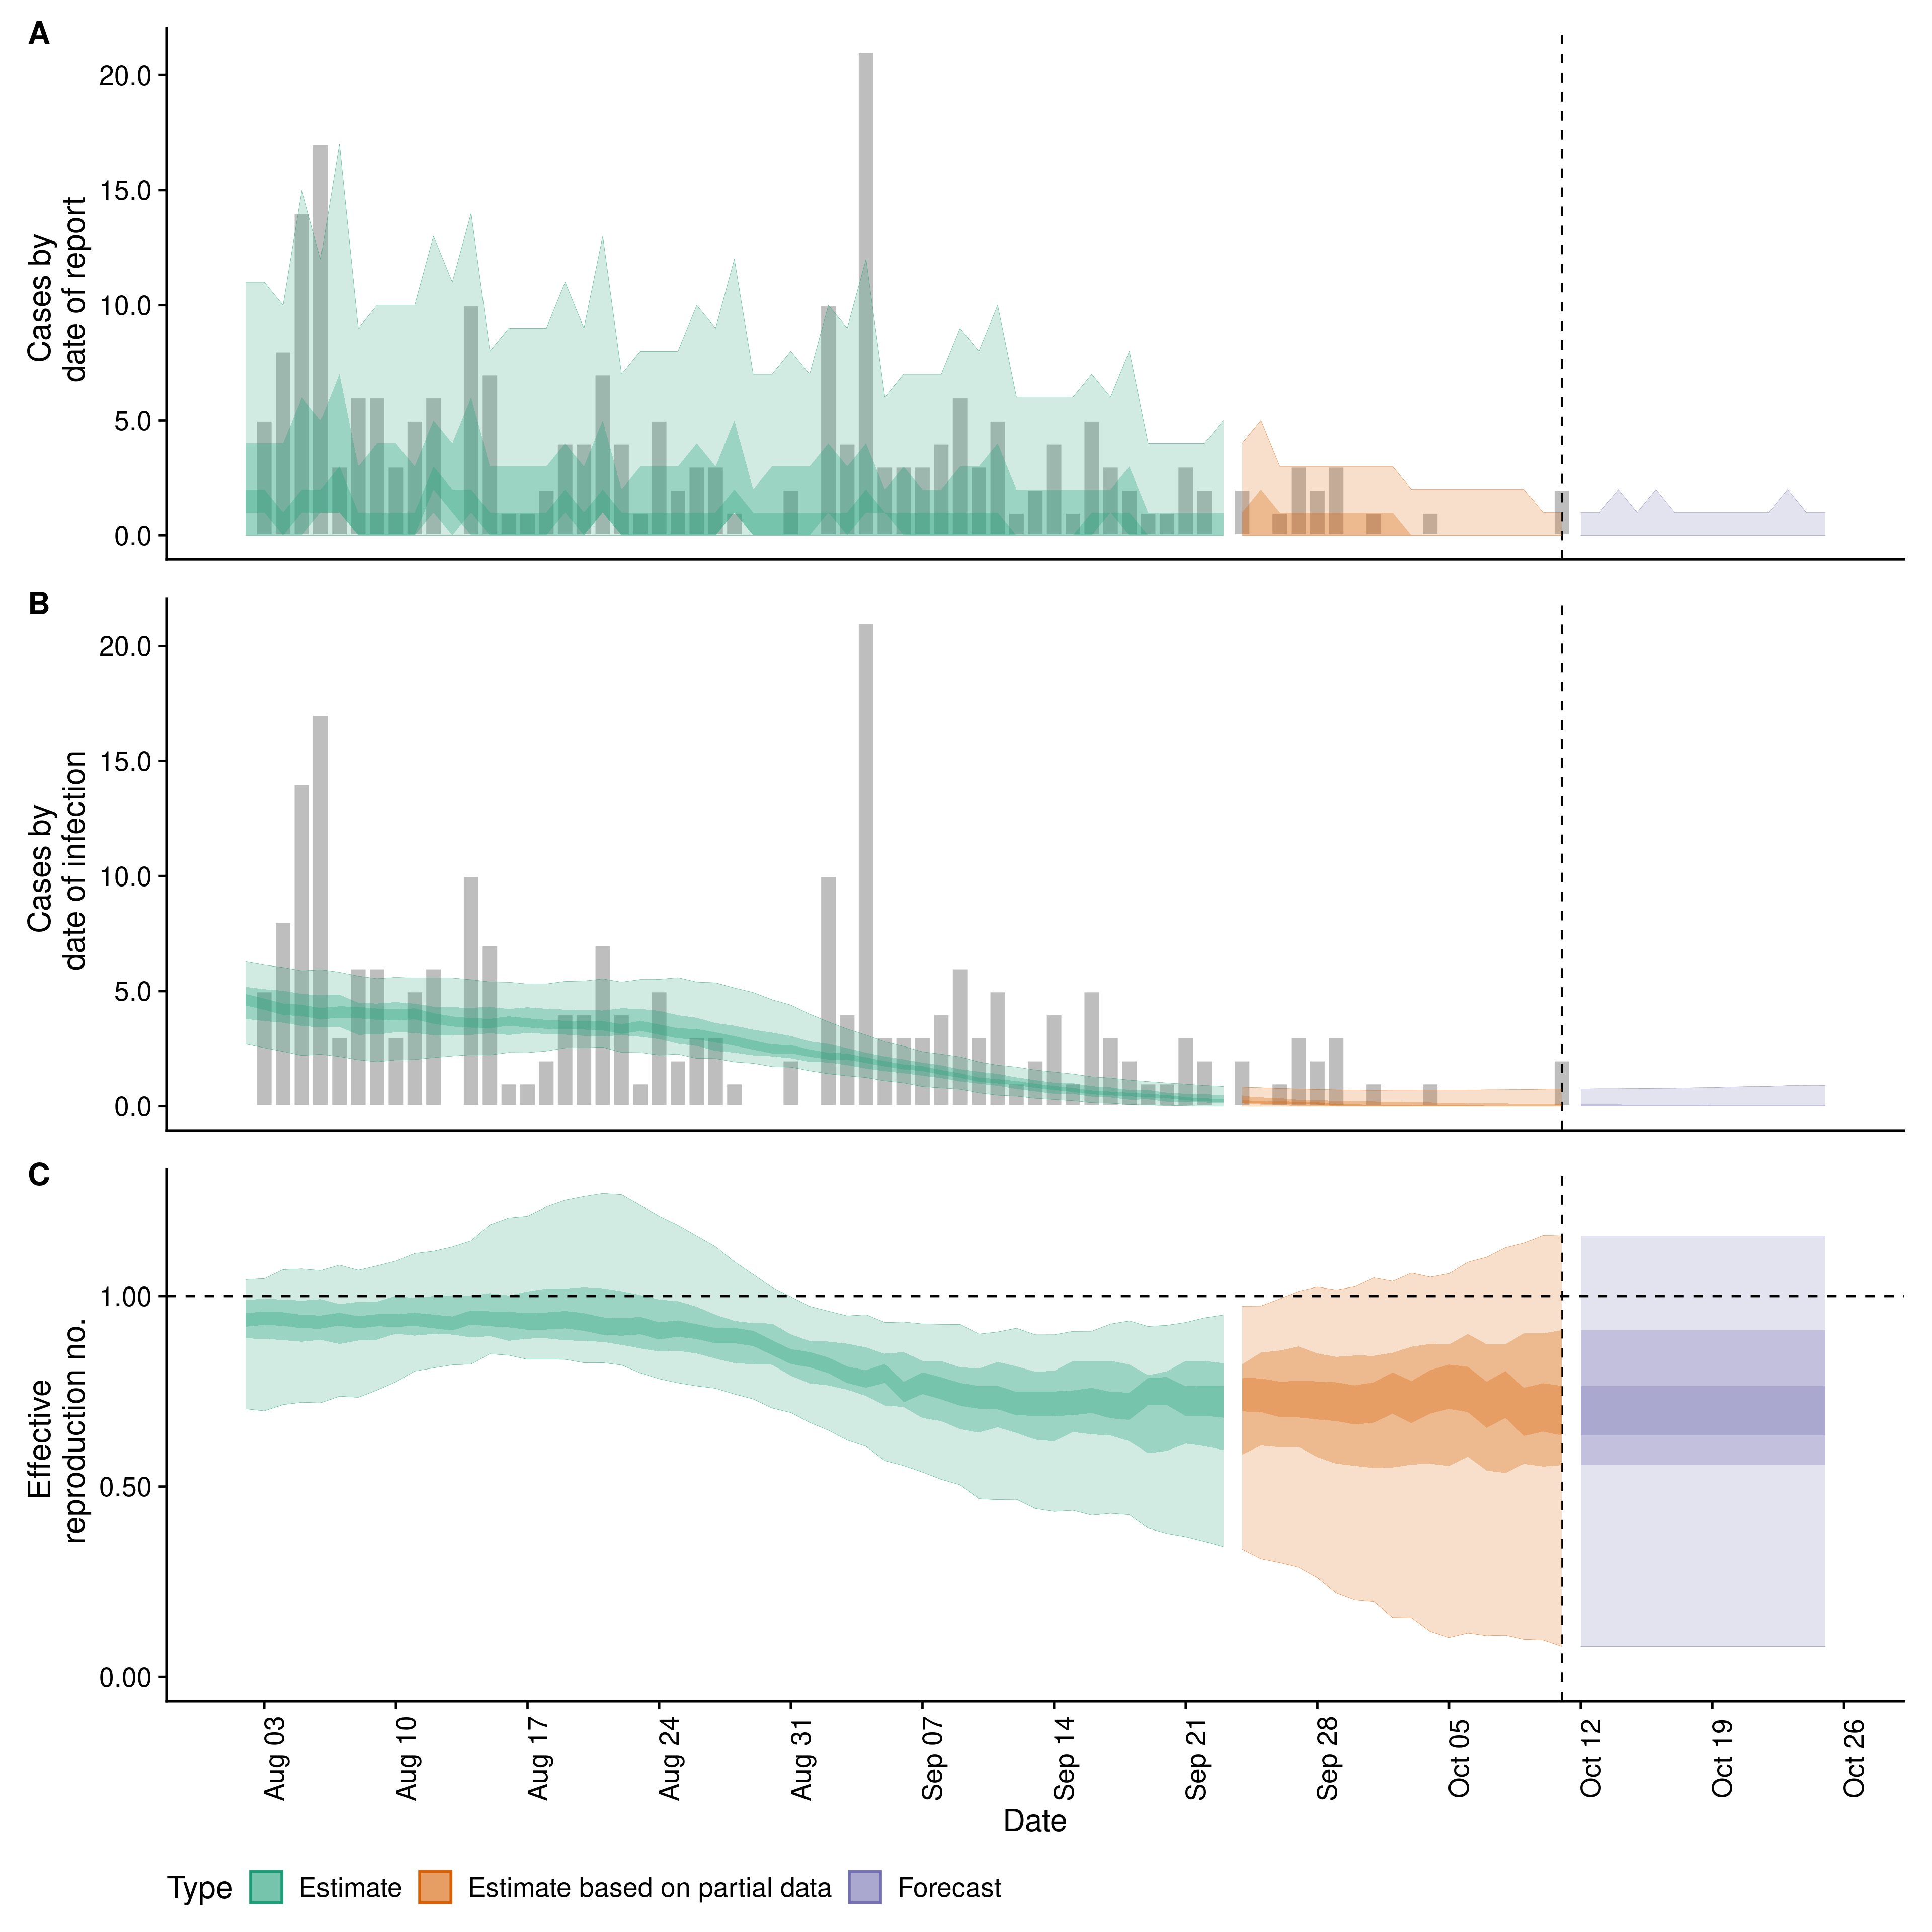 A
Cases by
date of report
20.0
15.0
10.0
5.0
0.0
B
Cases by
date of infection
20.0
15.0
10.0
5.0
0.0
C
Effective
reproduction no.
1.00
0.50
0.00
Aug 03
Aug 10
Aug 17
Aug 24
Aug 31
Sep 07
Sep 14
Sep 21
Sep 28
Oct 05
Oct 12
Oct 19
Oct 26
Date
Type Estimate Estimate based on partial data Forecast